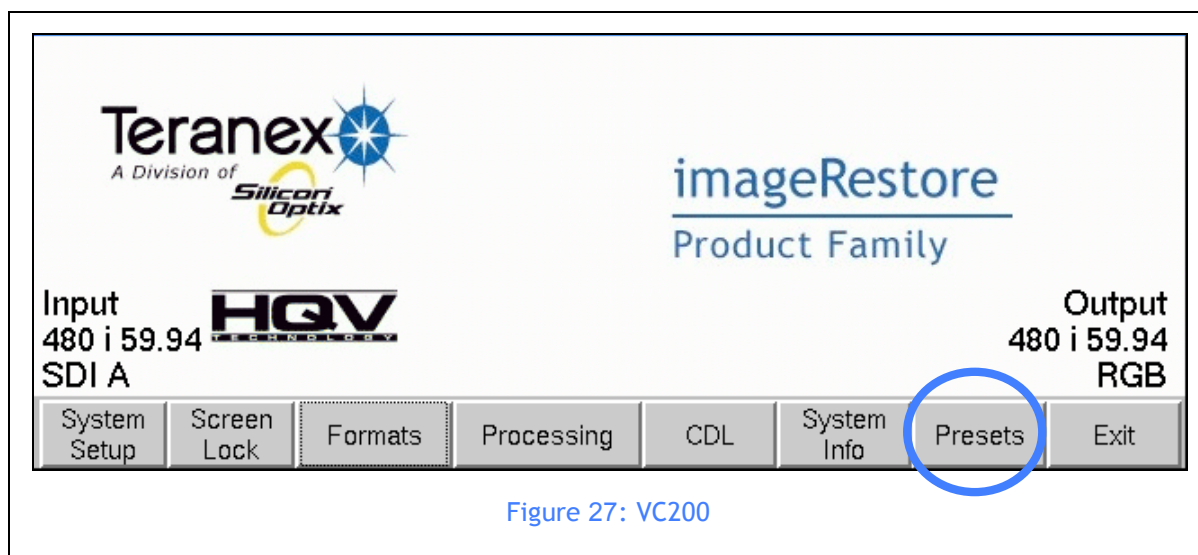 Teranex
A Division of
Silicon
Optix
imageRestore
Product Family
Input
480 i 59.94
SDI A
HQV
TECHNOLOGY
Output
480 i 59.94
RGB
System Setup
Screen Lock
Formats
Processing
CDL
System Info
Presets
Exit
Figure 27: VC200